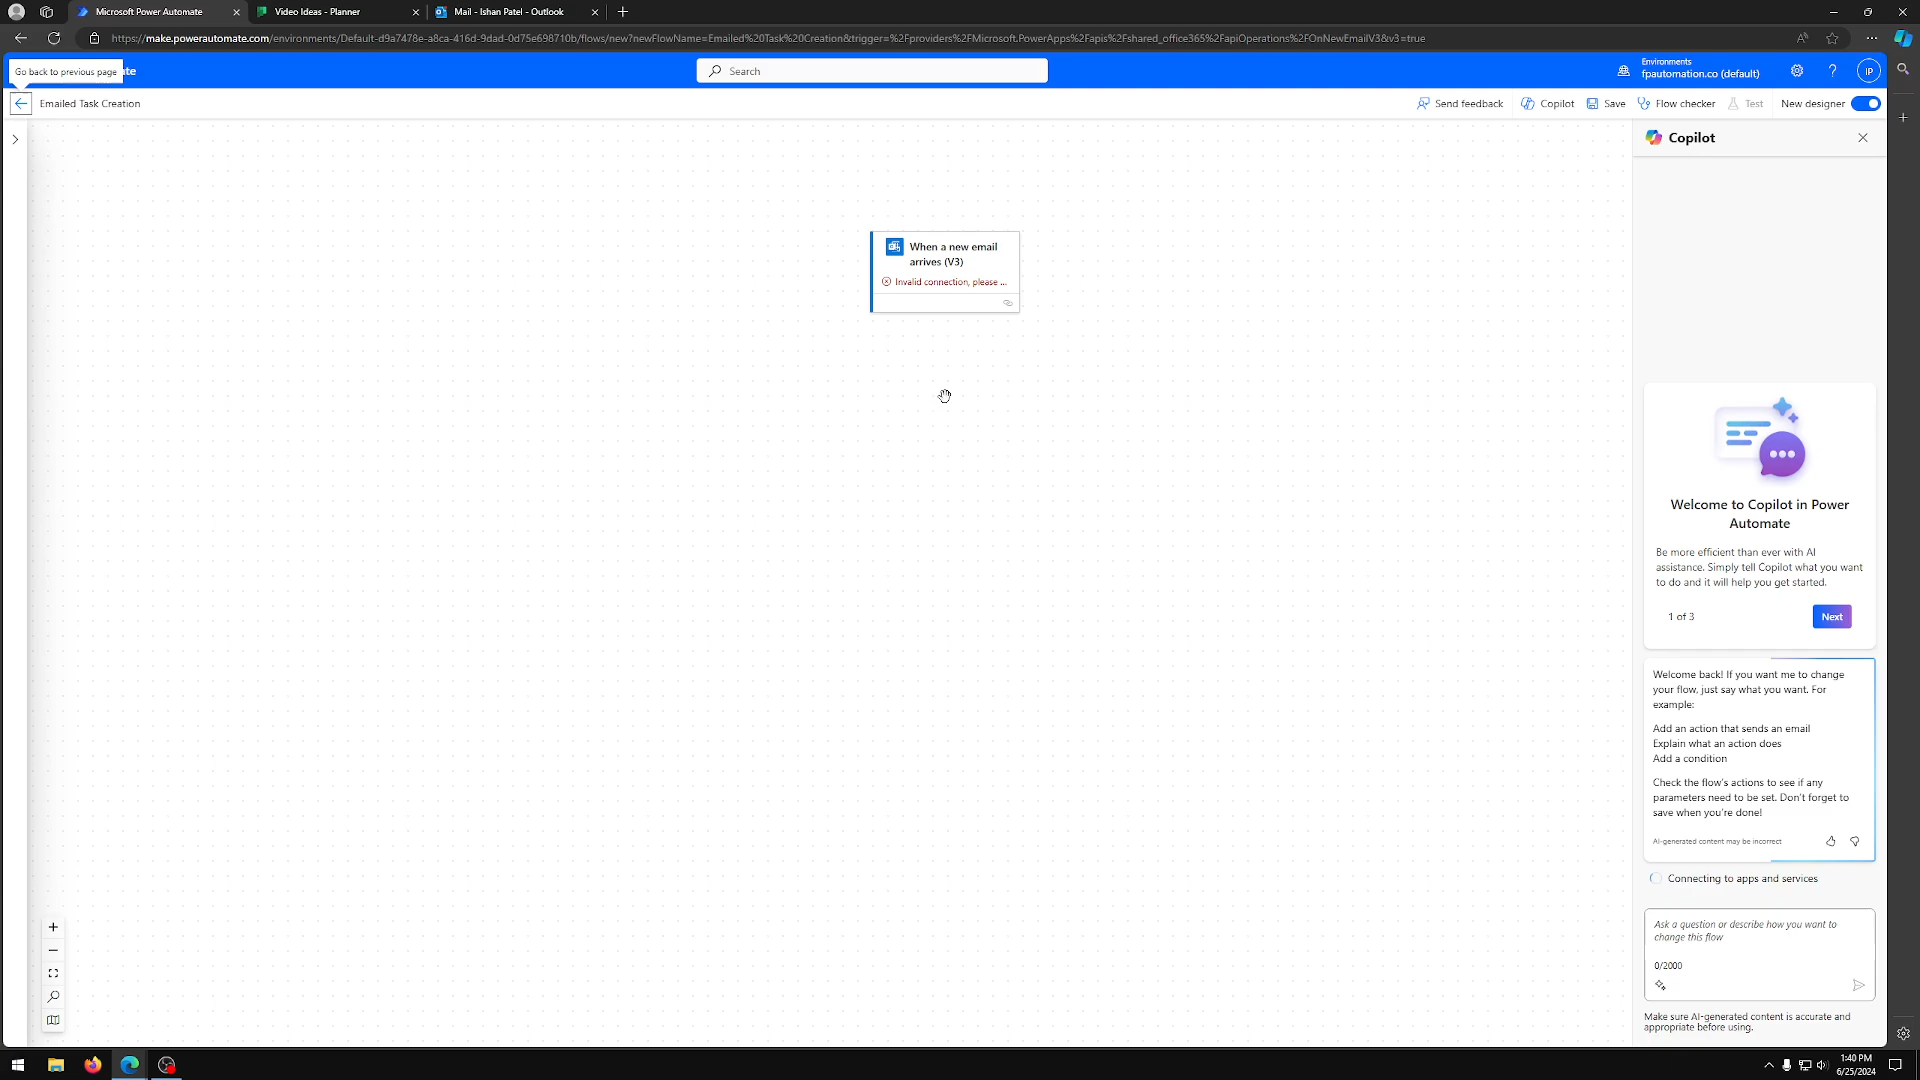 Microsoft Power Automate
Video Ideas - Planner
Mail - Ishan Patel - Outlook
https://make.powerautomate.com/environments/Default-d9a7478e-a8ca-416d-9dad-0d75e698710b/flows/new?newFlowName=Emailed%20Task%20Creation&trigger=%2Fproviders%2FMicrosoft.PowerApps%2Fapis%2Fshared_office365%2FapiOperations%2FOnNewEmailV3&v3=true
Go back to previous page
te
Search
Environments
fpautomation.co (default)
IP
Emailed Task Creation
Send feedback
Copilot
Save
Flow checker
Test
New designer
Copilot
When a new email
arrives (V3)
Invalid connection, please ...
Welcome to Copilot in Power
Automate
Be more efficient than ever with AI
assistance. Simply tell Copilot what you want
to do and it will help you get started.
1 of 3
Next
Welcome back! If you want me to change
your flow, just say what you want. For
example:
Add an action that sends an email
Explain what an action does
Add a condition
Check the flow's actions to see if any
parameters need to be set. Don't forget to
save when you're done!
AI-generated content may be incorrect
Connecting to apps and services
Ask a question or describe how you want to
change this flow
0/2000
Make sure AI-generated content is accurate and
appropriate before using.
1:40 PM
6/25/2024